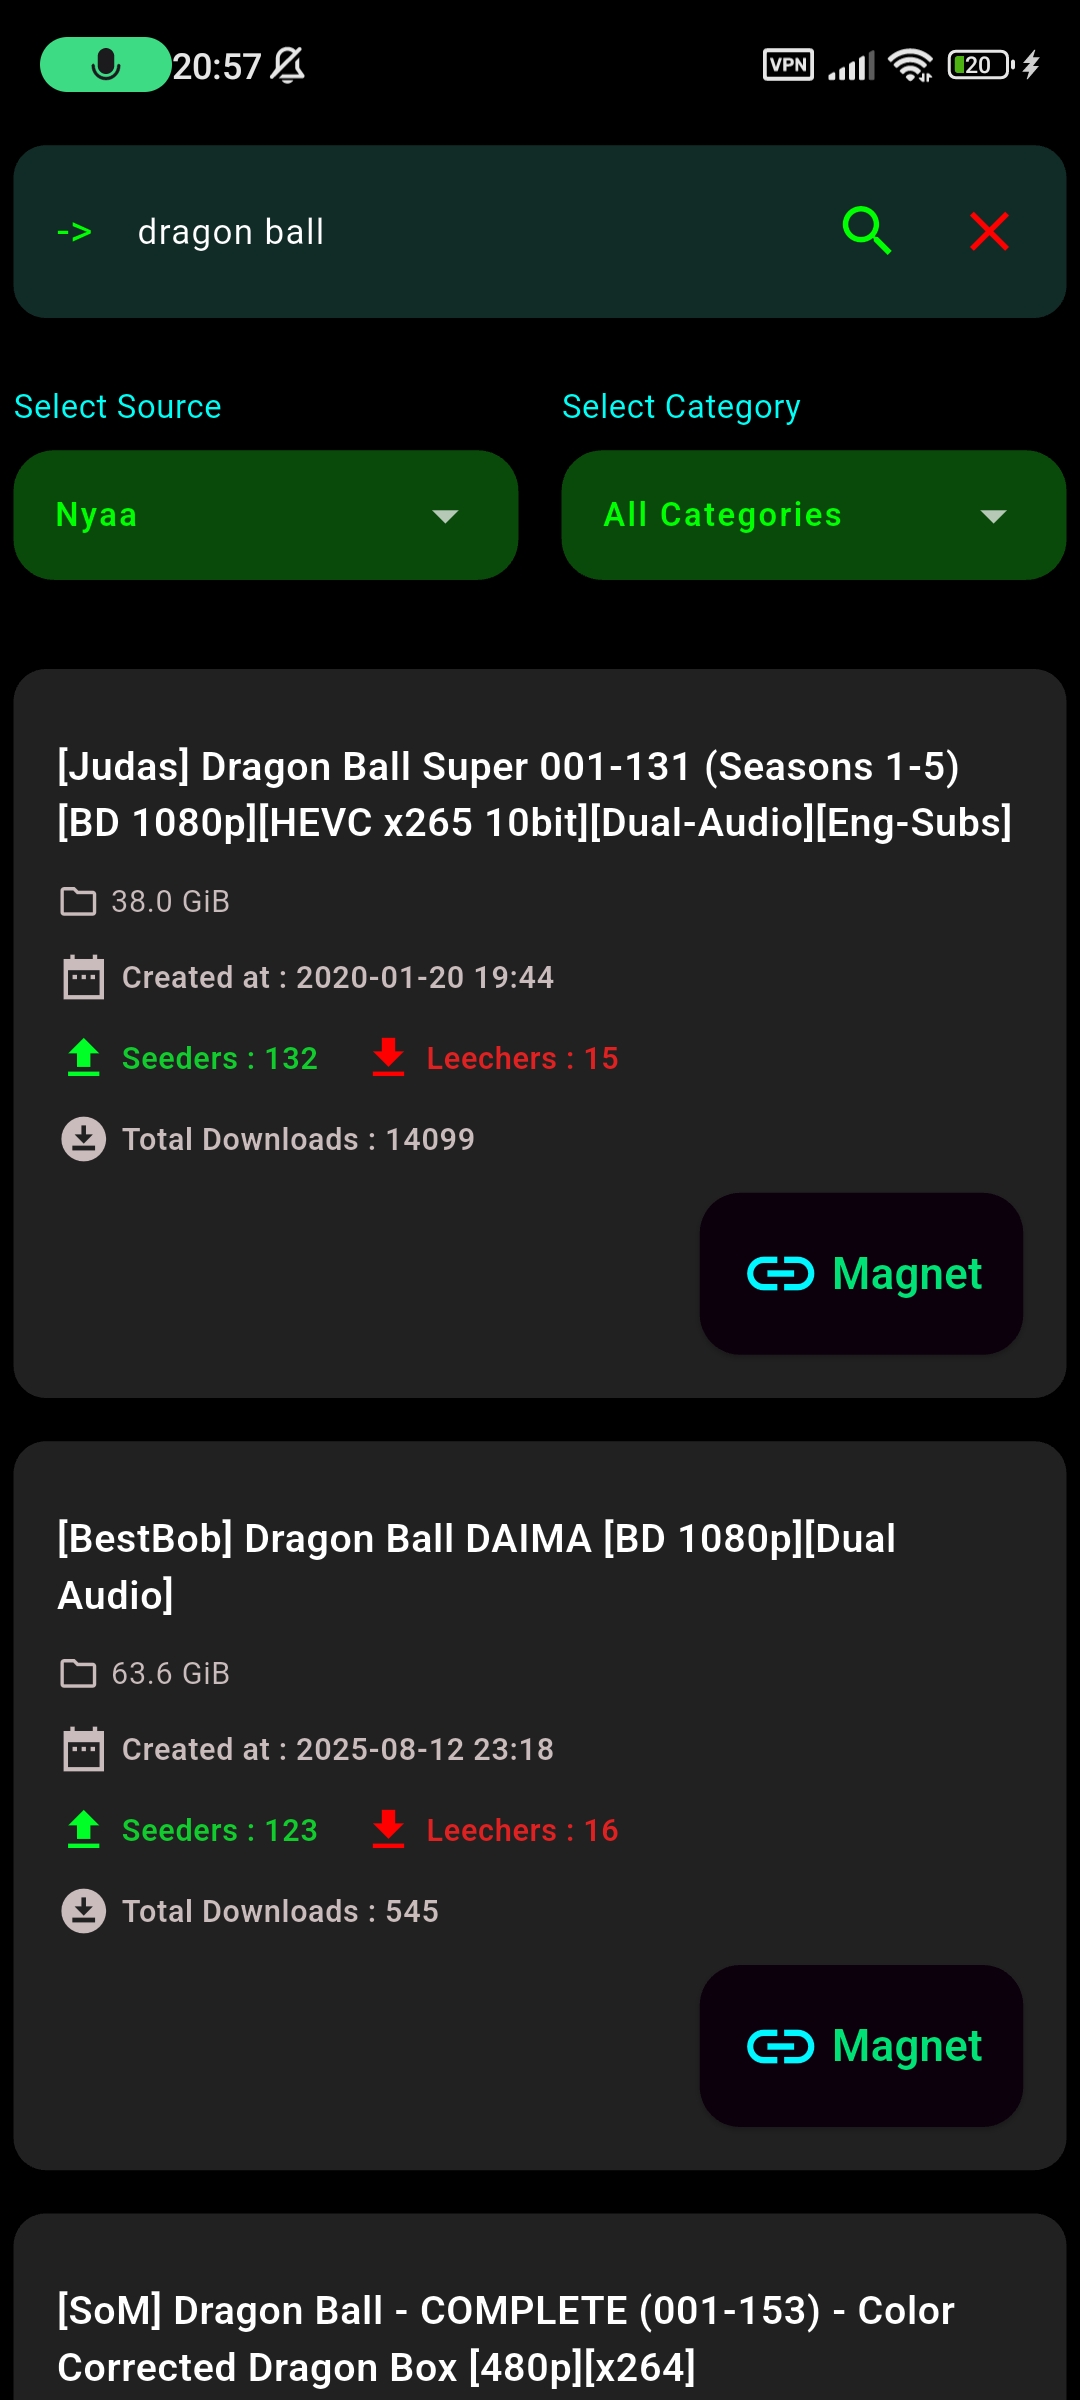 20:57 VPN 20
-> dragon ball
Select Source
Select Category
Nyaa
All Categories
[Judas] Dragon Ball Super 001-131 (Seasons 1-5)
[BD 1080p][HEVC x265 10bit][Dual-Audio][Eng-Subs]
38.0 GiB
Created at : 2020-01-20 19:44
Seeders : 132 Leechers : 15
Total Downloads : 14099
Magnet
[BestBob] Dragon Ball DAIMA [BD 1080p][Dual
Audio]
63.6 GiB
Created at : 2025-08-12 23:18
Seeders : 123 Leechers : 16
Total Downloads : 545
Magnet
[SoM] Dragon Ball - COMPLETE (001-153) - Color
Corrected Dragon Box [480p][x264]